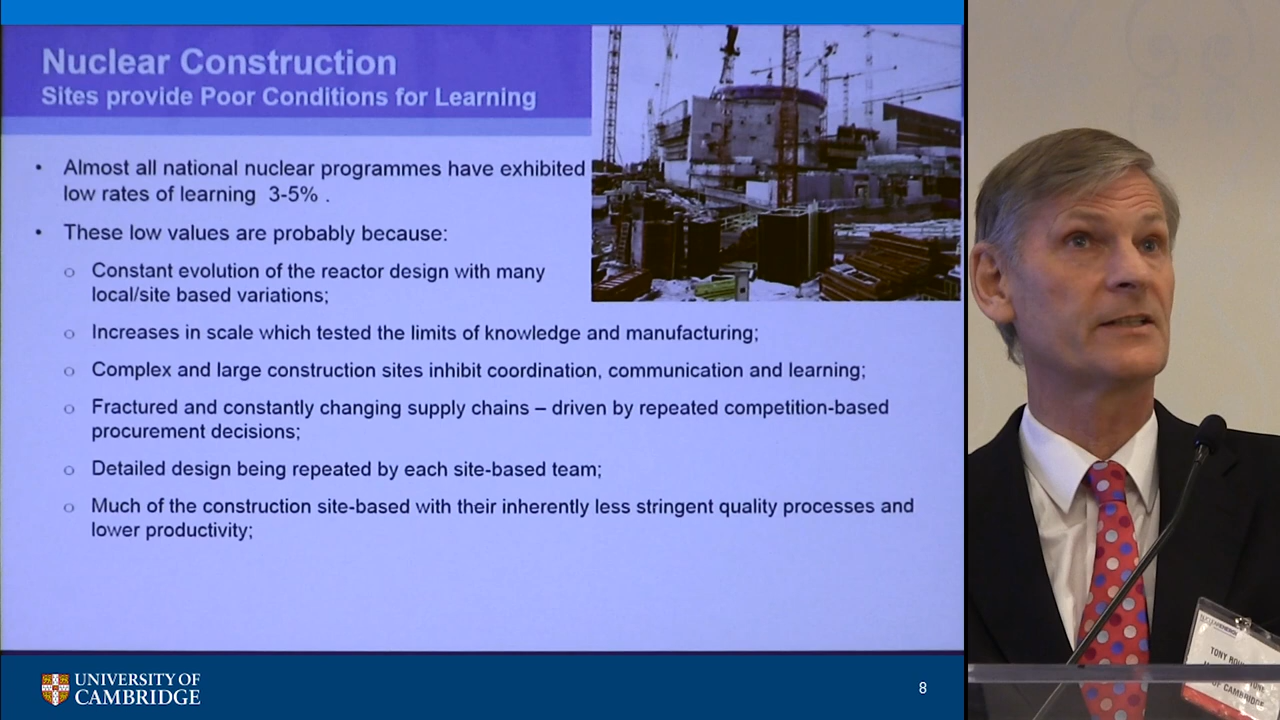 Nuclear Construction
Sites provide Poor Conditions for Learning
• Almost all national nuclear programmes have exhibited
low rates of learning 3-5% .
• These low values are probably because:
o Constant evolution of the reactor design with many
local/site based variations;
o Increases in scale which tested the limits of knowledge and manufacturing;
o Complex and large construction sites inhibit coordination, communication and learning;
o Fractured and constantly changing supply chains – driven by repeated competition-based
procurement decisions;
o Detailed design being repeated by each site-based team;
o Much of the construction site-based with their inherently less stringent quality processes and
lower productivity;
UNIVERSITY OF
CAMBRIDGE
8
TONY
OF CAMBRIDGE